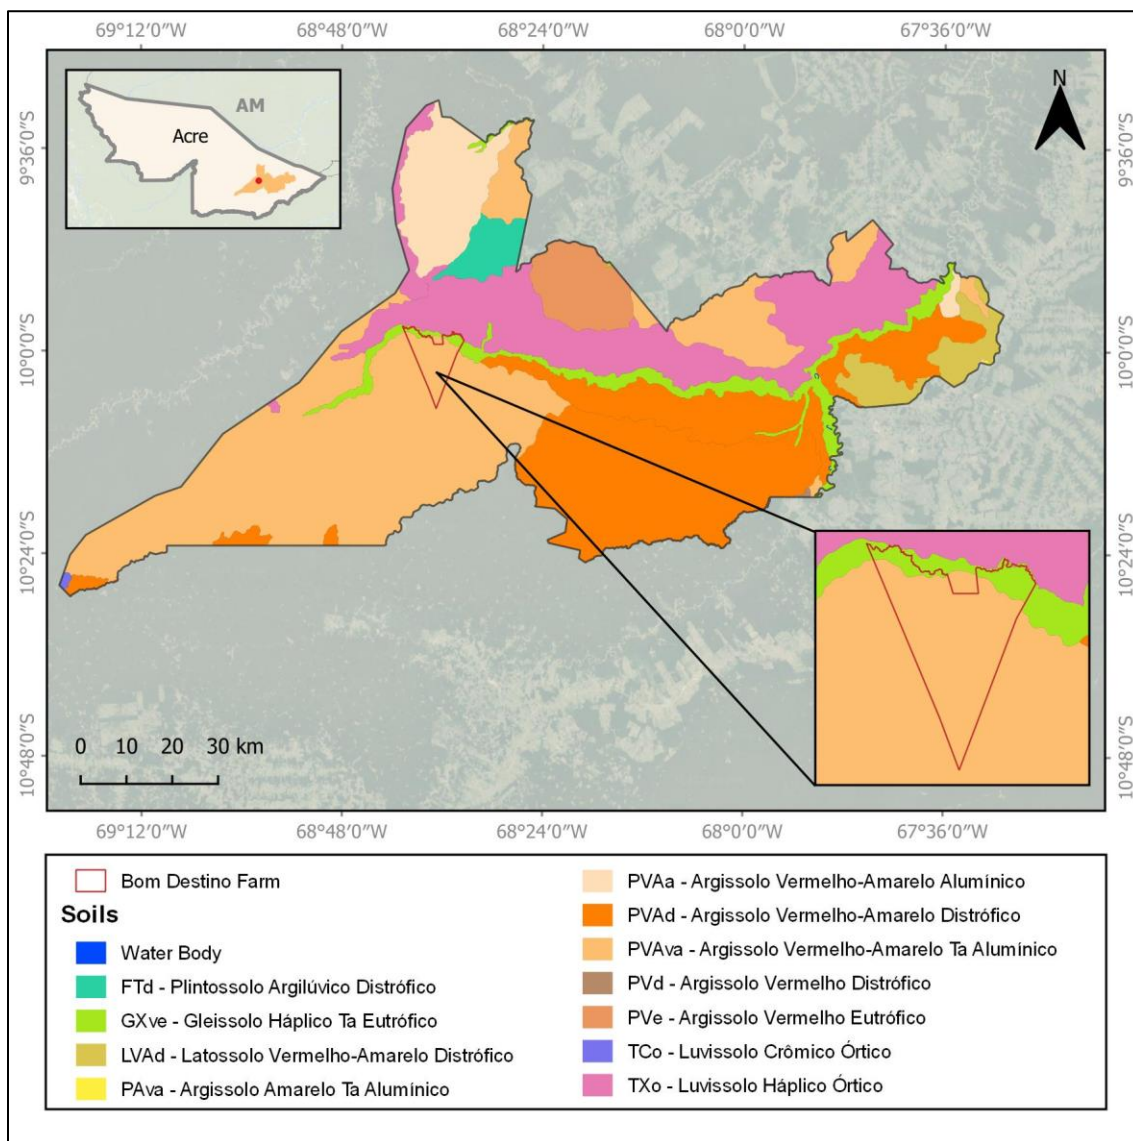 69°12′0″W 68°48′0″W 68°24′0″W 68°0′0″W 67°36′0″W
AM
Acre
N
9°36′0″S
9°36′0″S
10°0′0″S
10°0′0″S
10°24′0″S
10°24′0″S
10°48′0″S
10°48′0″S
0 10 20 30 km
69°12′0″W 68°48′0″W 68°24′0″W 68°0′0″W 67°36′0″W
Bom Destino Farm
Soils
Water Body
FTd - Plintossolo Argilúvico Distrófico
GXve - Gleissolo Háplico Ta Eutrófico
LVAd - Latossolo Vermelho-Amarelo Distrófico
PAva - Argissolo Amarelo Ta Alumínico
PVAa - Argissolo Vermelho-Amarelo Alumínico
PVAd - Argissolo Vermelho-Amarelo Distrófico
PVAva - Argissolo Vermelho-Amarelo Ta Alumínico
PVd - Argissolo Vermelho Distrófico
PVe - Argissolo Vermelho Eutrófico
TCo - Luvissolo Crômico Órtico
TXo - Luvissolo Háplico Órtico